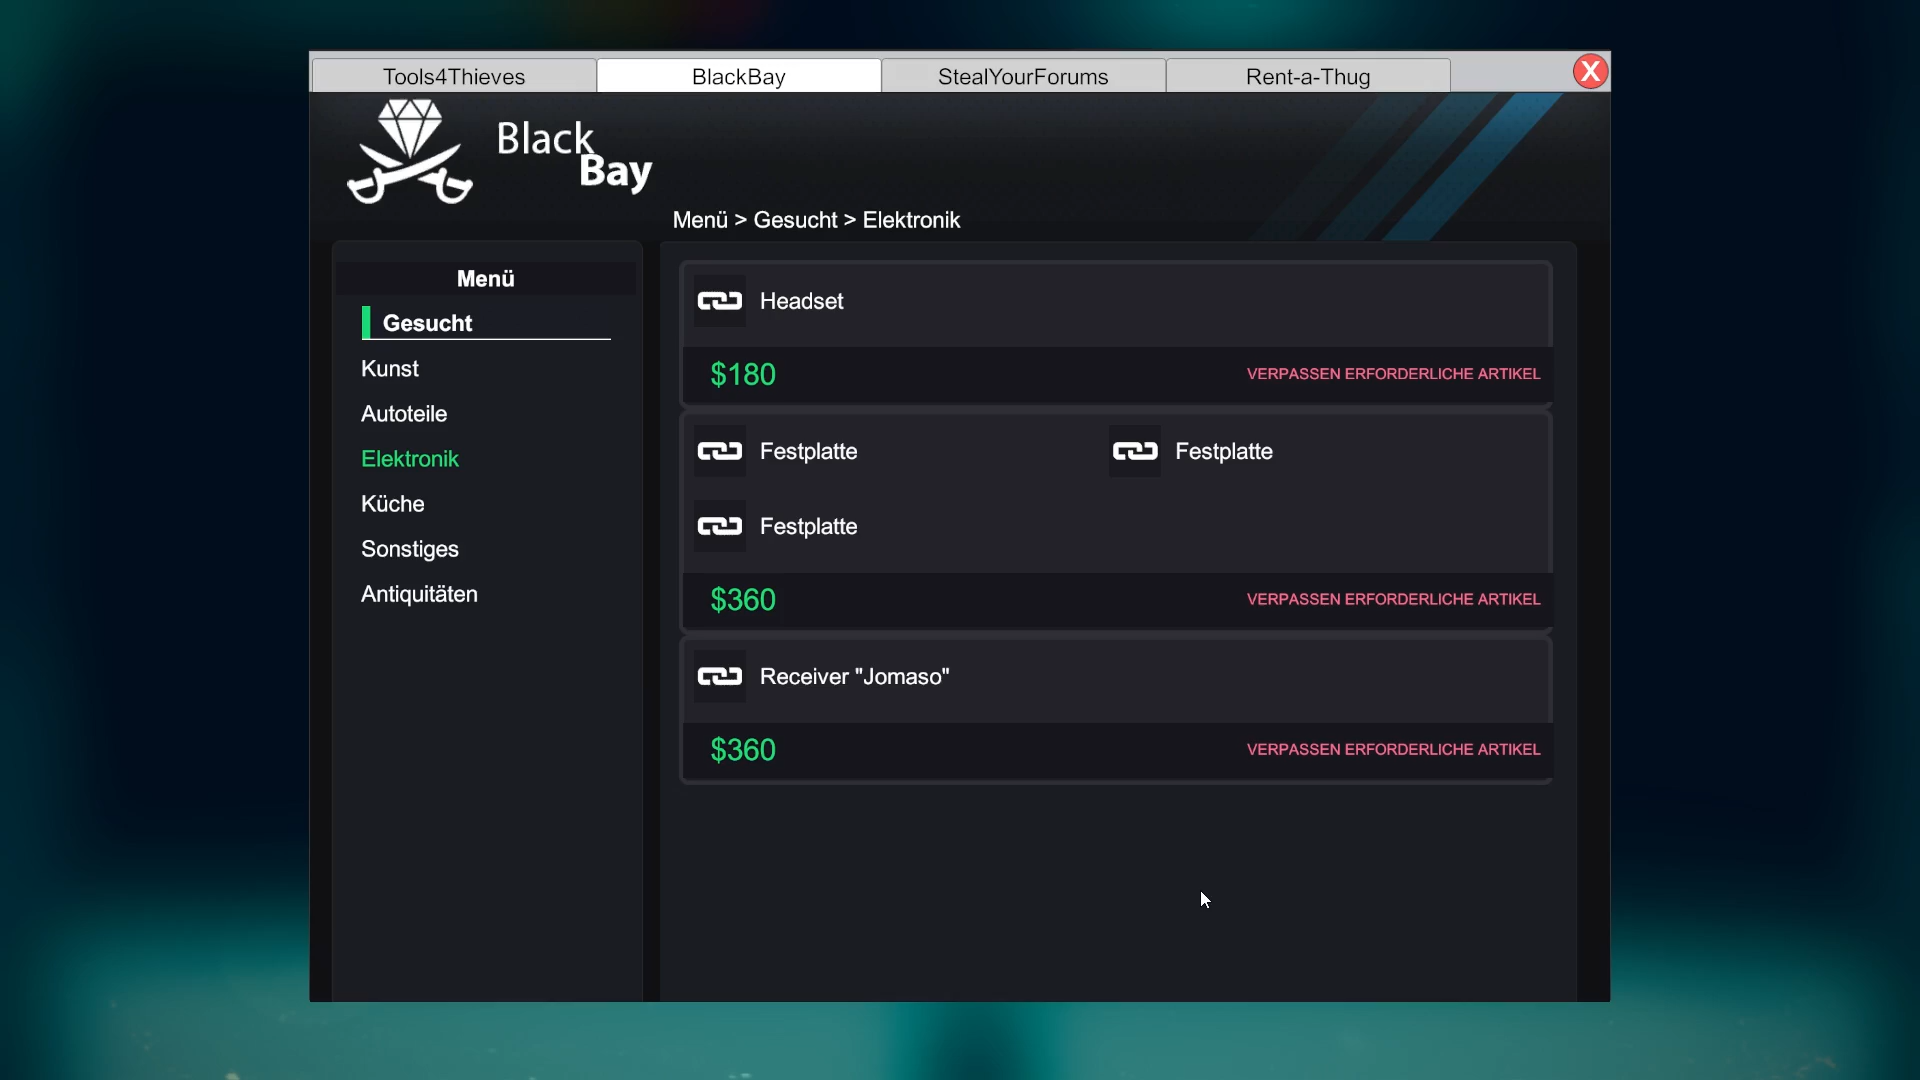 Tools4Thieves
BlackBay
StealYourForums
Rent-a-Thug
X
Black
Bay
Menü > Gesucht > Elektronik
Menü
Gesucht
Kunst
Autoteile
Elektronik
Küche
Sonstiges
Antiquitäten
Headset
$180
VERPASSEN ERFORDERLICHE ARTIKEL
Festplatte
Festplatte
Festplatte
$360
VERPASSEN ERFORDERLICHE ARTIKEL
Receiver "Jomaso"
$360
VERPASSEN ERFORDERLICHE ARTIKEL